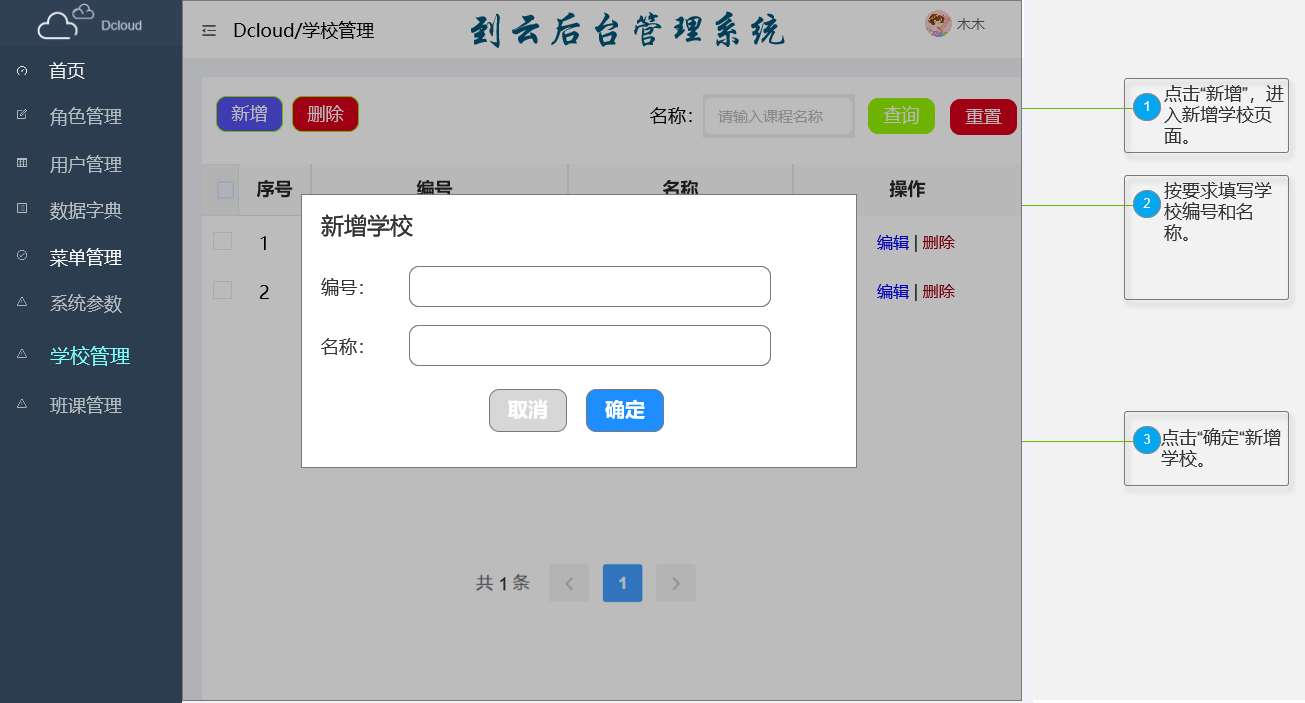 Dcloud
首页
角色管理
用户管理
数据字典
菜单管理
系统参数
学校管理
班课管理
Dcloud/学校管理
到云后台管理系统
木木
新增
删除
名称：
请输入课程名称
查询
重置
序号
编号
名称
操作
1
编辑 | 删除
2
编辑 | 删除
新增学校
编号：
名称：
取消
确定
共 1 条
<
1
>
1
点击“新增”，进
入新增学校页
面。
2
按要求填写学
校编号和名
称。
3
点击“确定“新增
学校。